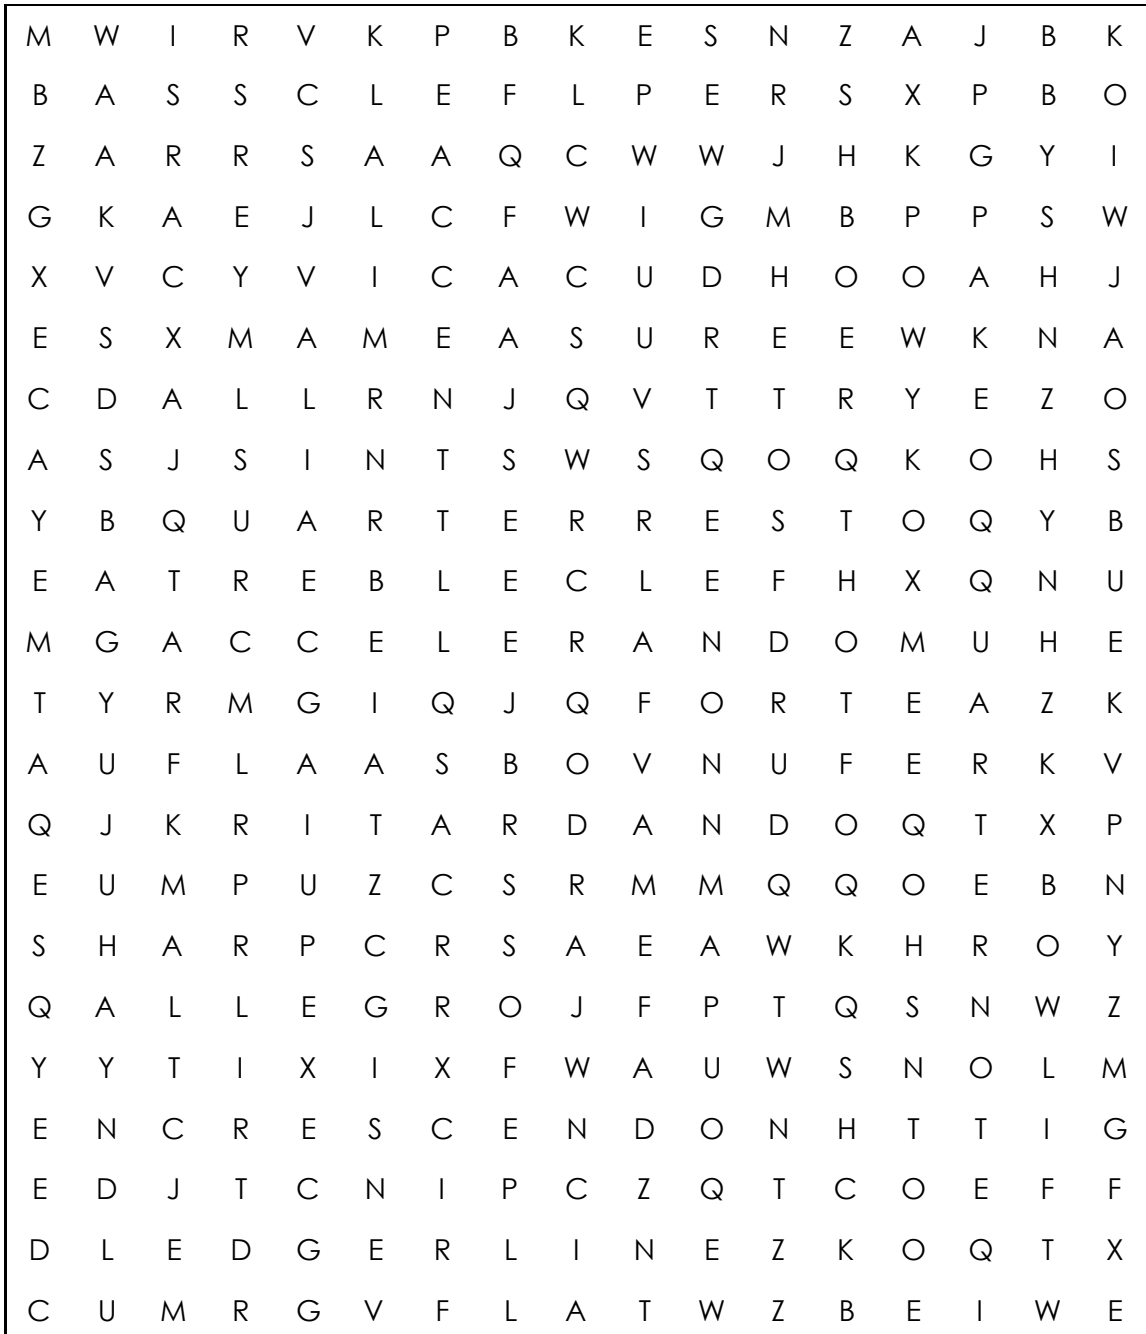 M W I R V K P B K E S N Z A J B K
B A S S C L E F L P E R S X P B O
Z A R R S A A Q C W W J H K G Y I
G K A E J L C F W I G M B P P S W
X V C Y V I C A C U D H O O A H J
E S X M A M E A S U R E E W K N A
C D A L L R N J Q V T T R Y E Z O
A S J S I N T S W S Q O Q K O H S
Y B Q U A R T E R R E S T O Q Y B
E A T R E B L E C L E F H X Q N U
M G A C C E L E R A N D O M U H E
T Y R M G I Q J Q F O R T E A Z K
A U F L A A S B O V N U F E R K V
Q J K R I T A R D A N D O Q T X P
E U M P U Z C S R M M Q Q O E B N
S H A R P C R S A E A W K H R O Y
Q A L L E G R O J F P T Q S N W Z
Y Y T I X I X F W A U W S N O L M
E N C R E S C E N D O N H T T I G
E D J T C N I P C Z Q T C O E F F
D L E D G E R L I N E Z K O Q T X
C U M R G V F L A T W Z B E I W E